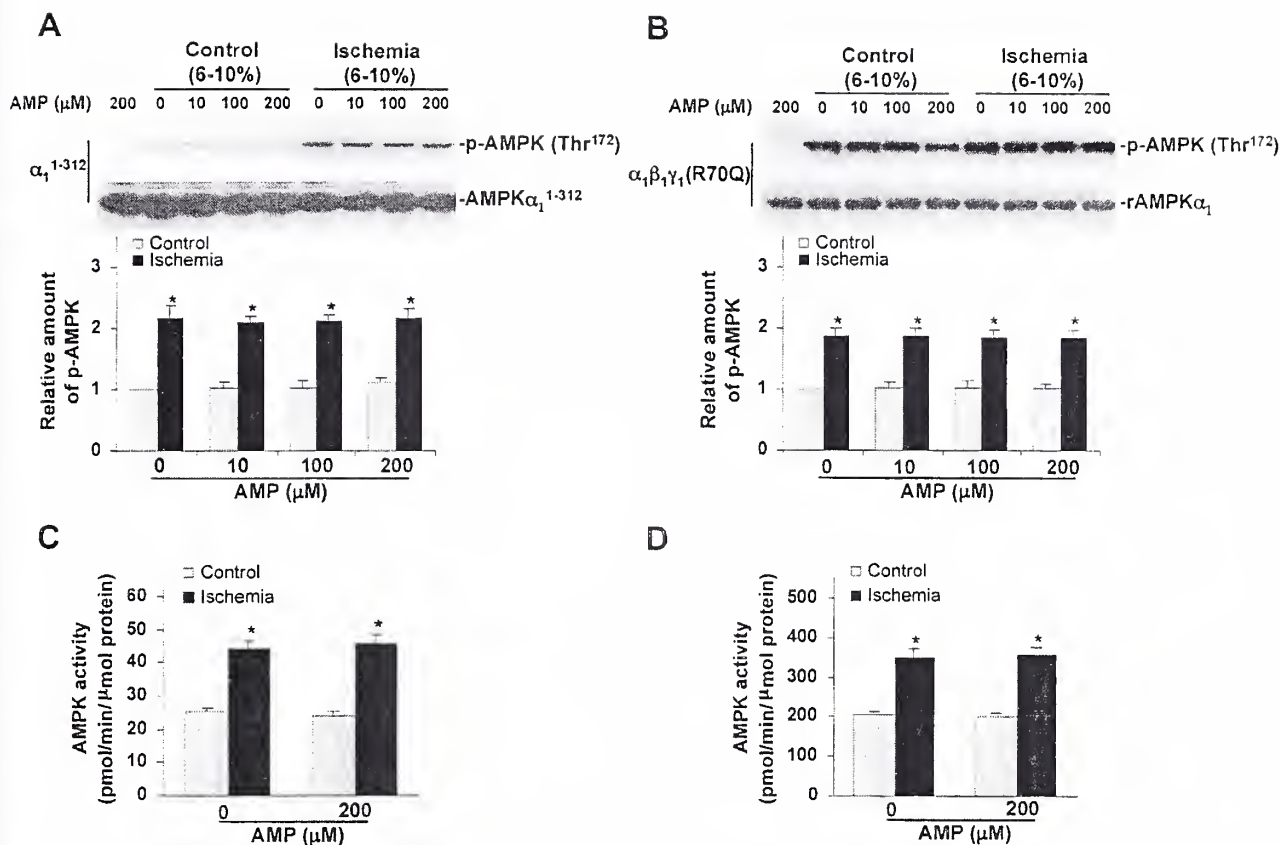 A
Control
(6-10%)
Ischemia
(6-10%)
AMP (µM) 200 0 10 100 200 0 10 100 200
α₁¹⁻³¹²
-p-AMPK (Thr¹⁷²)
-AMPKα₁¹⁻³¹²
Control
Ischemia
Relative amount
of p-AMPK
3
2
1
0
* * * *
0 10 100 200
AMP (µM)
B
Control
(6-10%)
Ischemia
(6-10%)
AMP (µM) 200 0 10 100 200 0 10 100 200
α₁β₁γ₁(R70Q)
-p-AMPK (Thr¹⁷²)
-rAMPKα₁
Control
Ischemia
Relative amount
of p-AMPK
3
2
1
0
* * * *
0 10 100 200
AMP (µM)
C
Control
Ischemia
AMPK activity
(pmol/min/µmol protein)
60
50
40
30
20
10
0
* *
0 200
AMP (µM)
D
Control
Ischemia
AMPK activity
(pmol/min/µmol protein)
500
400
300
200
100
0
* *
0 200
AMP (µM)